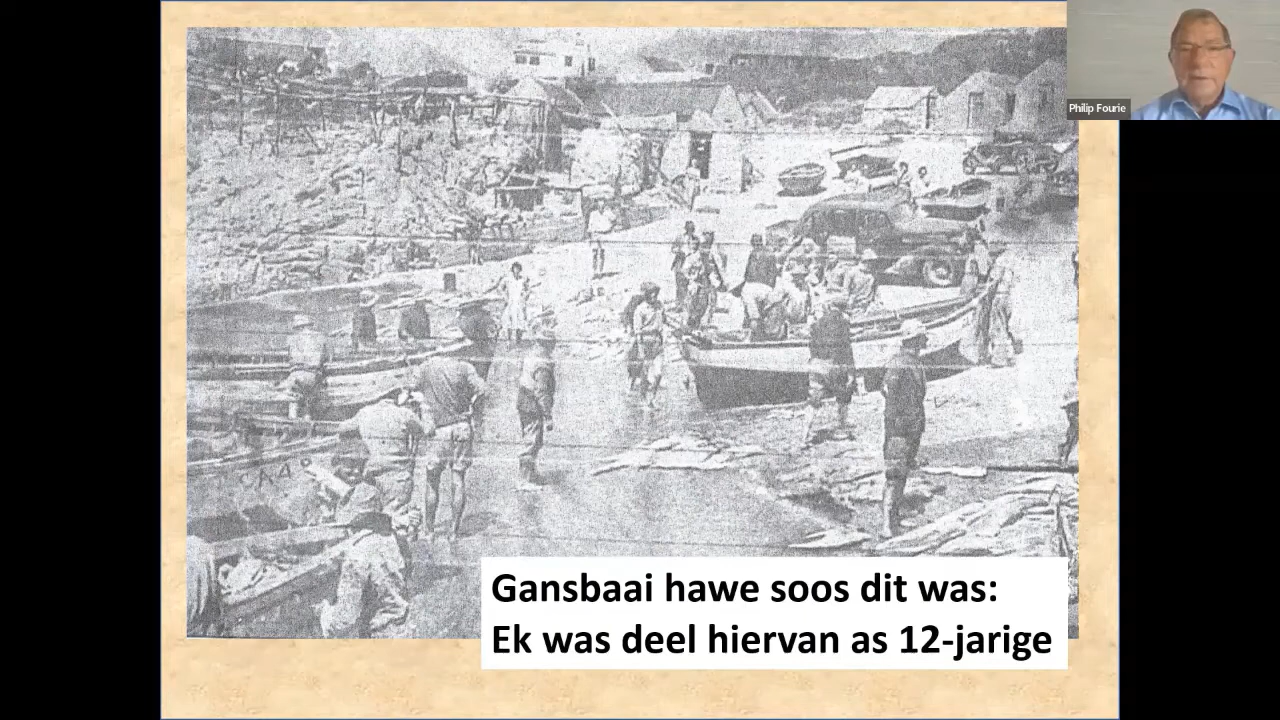 Philip Fourie
Gansbaai hawe soos dit was:
Ek was deel hiervan as 12-jarige